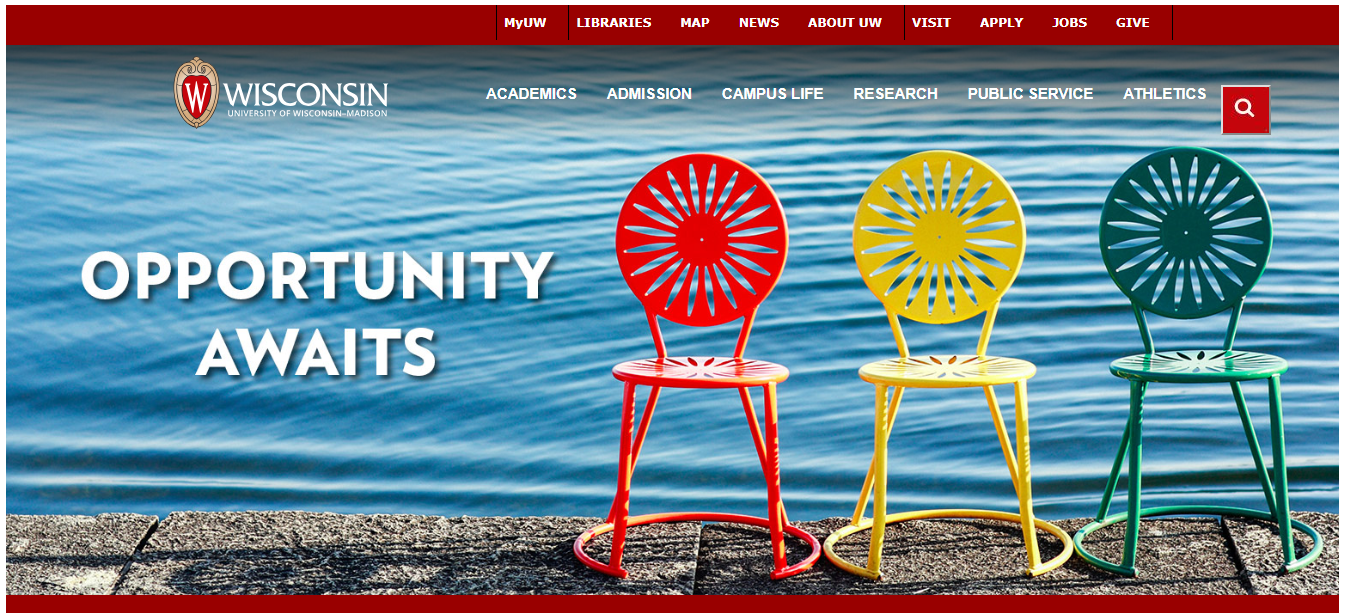 MyUW LIBRARIES MAP NEWS ABOUT UW VISIT APPLY JOBS GIVE
W WISCONSIN
UNIVERSITY OF WISCONSIN–MADISON
ACADEMICS ADMISSION CAMPUS LIFE RESEARCH PUBLIC SERVICE ATHLETICS
OPPORTUNITY
AWAITS